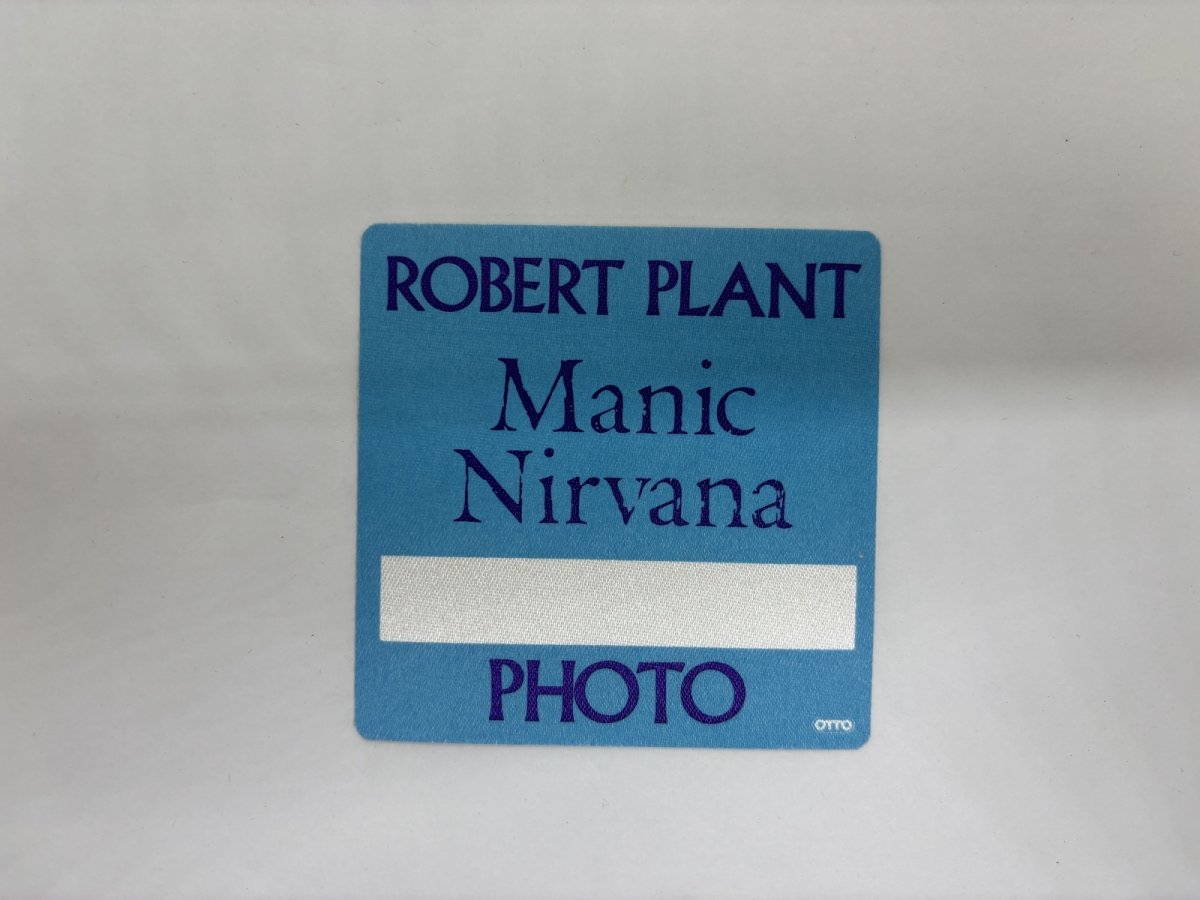 ROBERT PLANT
Manic
Nirvana
PHOTO
OTTO